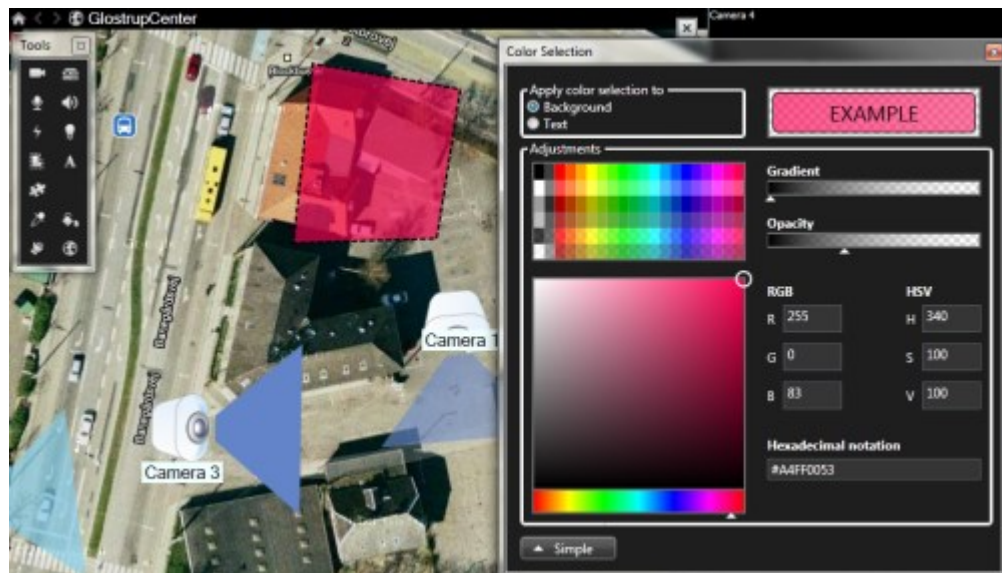 GlostrupCenter
Camera 4
Tools
Color Selection
Apply color selection to
Background
Text
EXAMPLE
Adjustments
Gradient
Opacity
RGB
HSV
R 255
H 340
G 0
S 100
B 83
V 100
Hexadecimal notation
#A4FF0053
Simple
2
A
Camera 1
Camera 3